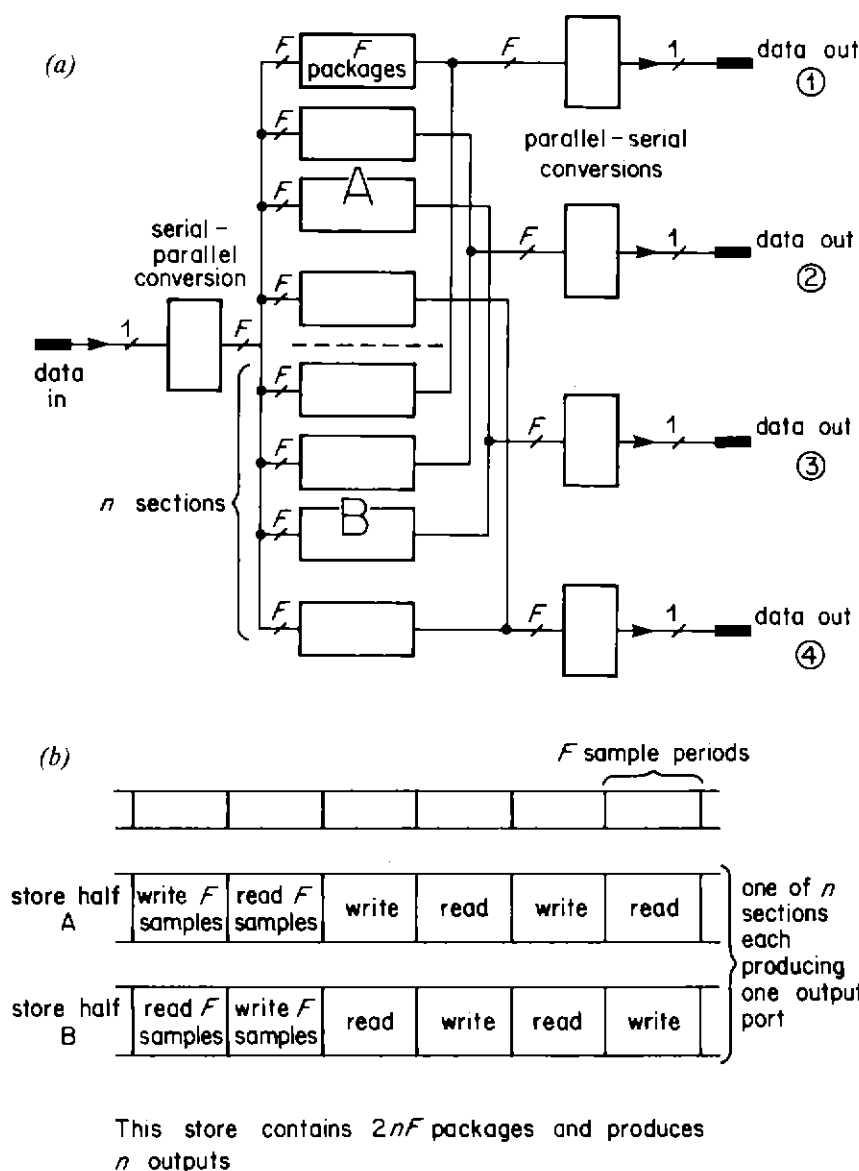 (a)
F
F
packages
F
1
data out
①
F
parallel-serial
conversions
F
A
serial-
parallel
conversion
F
1
data out
②
F
1
F
data
in
F
F
1
data out
③
n sections
F
F
B
F
F
1
data out
④
(b)
F sample periods
store half
A
write F
samples
read F
samples
write
read
write
read
one of n
sections
each
producing
one output
port
store half
B
read F
samples
write F
samples
read
write
read
write
This store contains 2nF packages and produces
n outputs